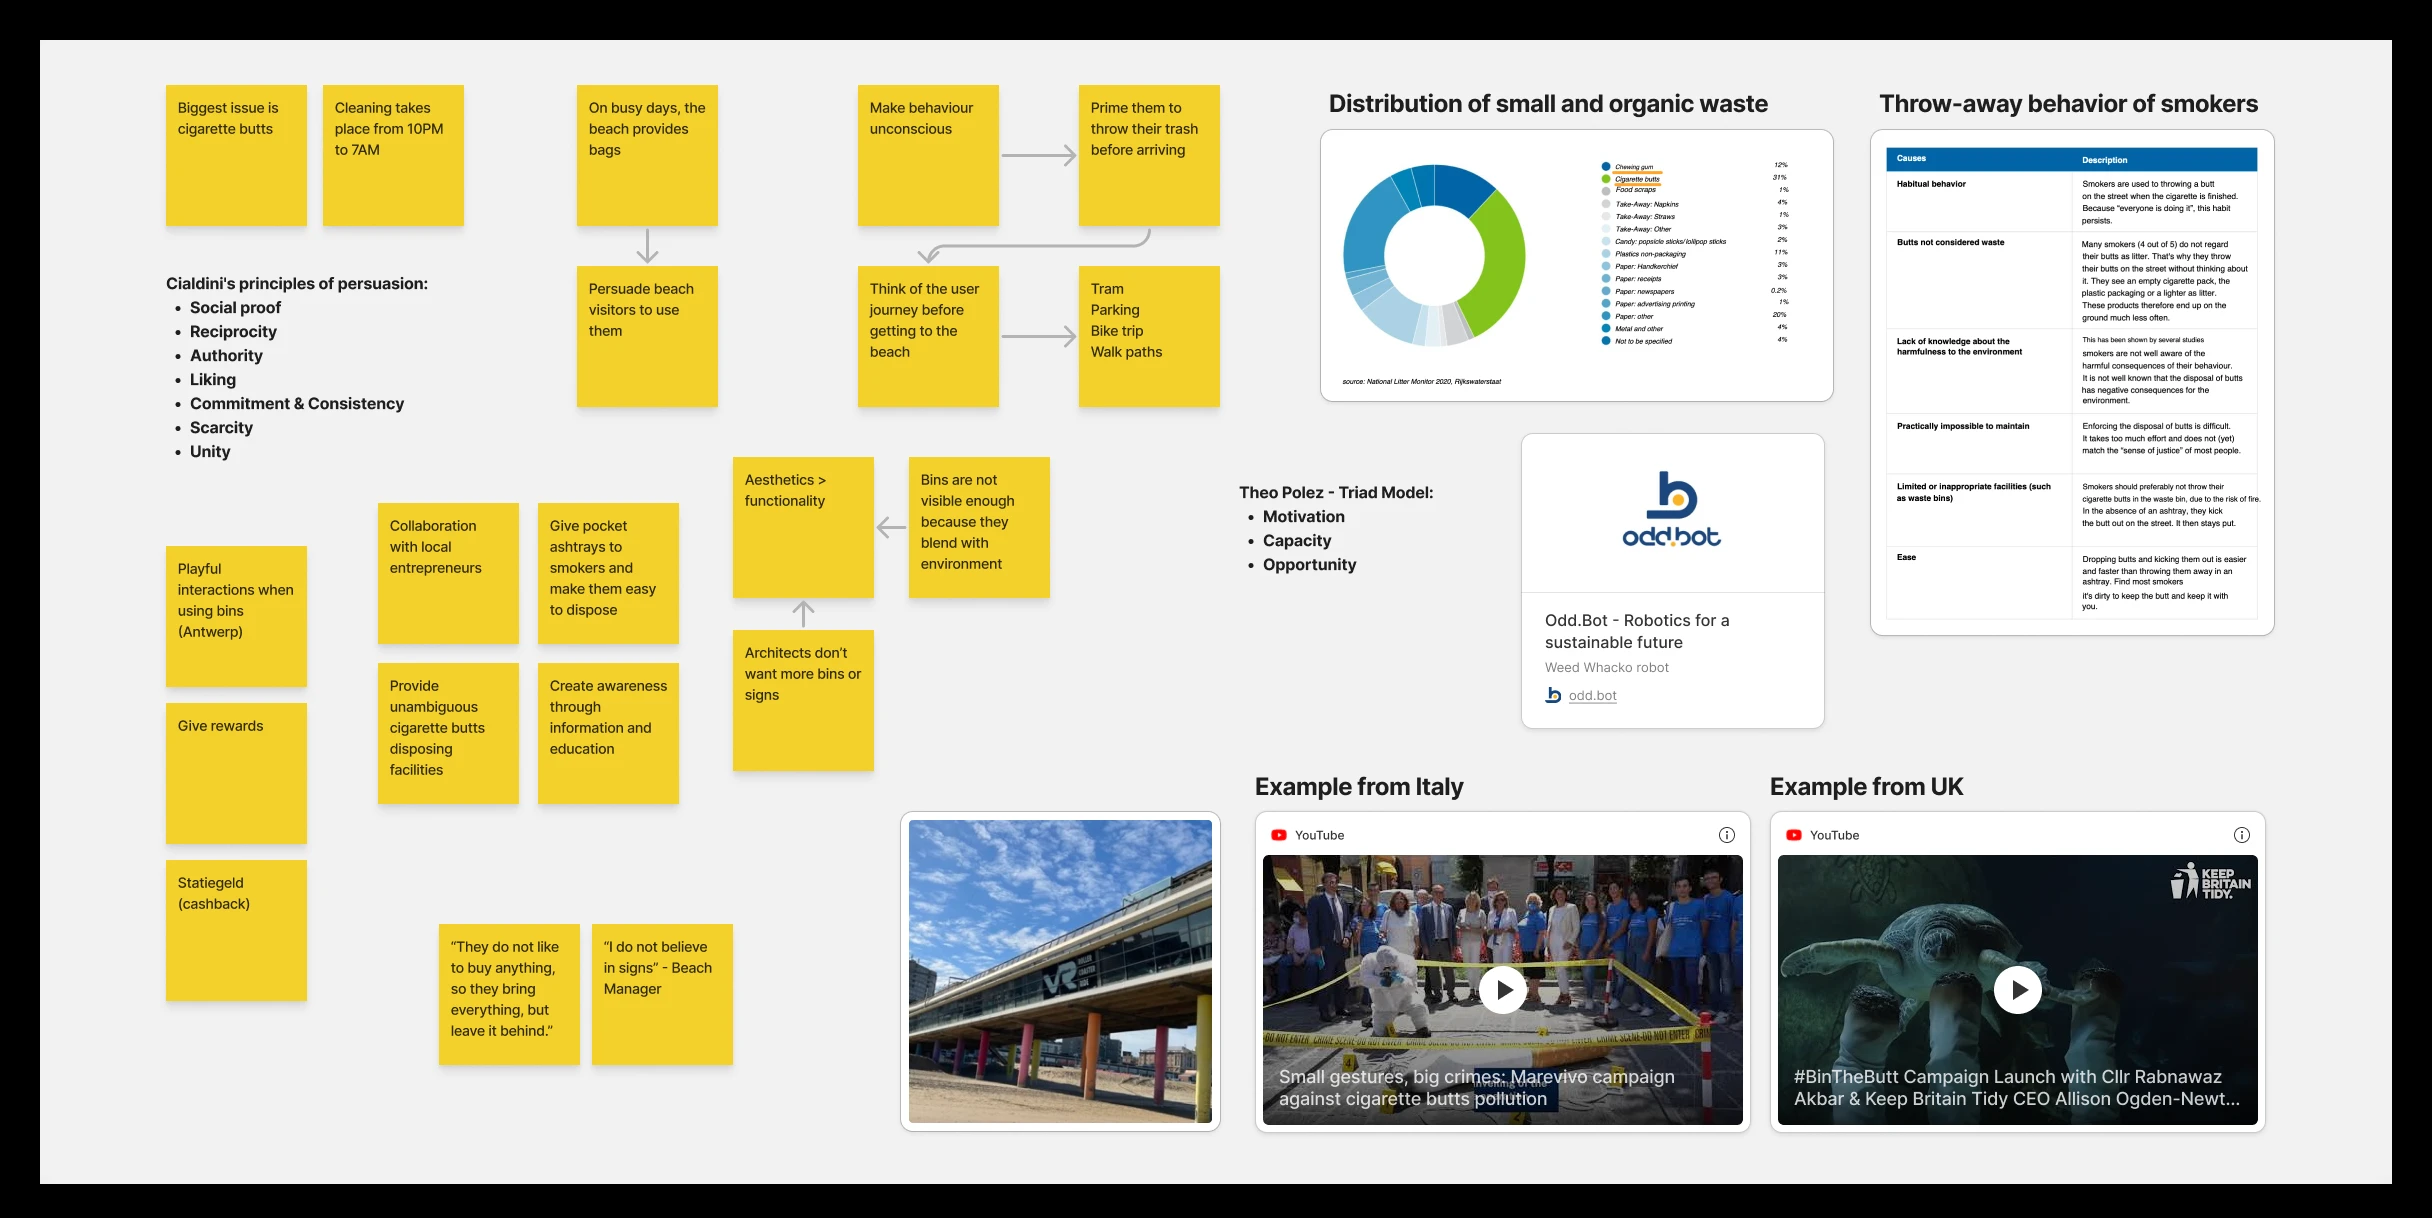 Biggest issue is
cigarette butts
Cleaning takes
place from 10PM
to 7AM
On busy days, the
beach provides
bags
Make behaviour
unconscious
Prime them to
throw their trash
before arriving
Persuade beach
visitors to use
them
Think of the user
journey before
getting to the
beach
Tram
Parking
Bike trip
Walk paths
Cialdini's principles of persuasion:
• Social proof
• Reciprocity
• Authority
• Liking
• Commitment & Consistency
• Scarcity
• Unity
Playful
interactions when
using bins
(Antwerp)
Give rewards
Statiegeld
(cashback)
Collaboration
with local
entrepreneurs
Give pocket
ashtrays to
smokers and
make them easy
to dispose
Provide
unambiguous
cigarette butts
disposing
facilities
Create awareness
through
information and
education
Aesthetics >
functionality
Bins are not
visible enough
because they
blend with
environment
Architects don't
want more bins or
signs
“They do not like
to buy anything,
so they bring
everything, but
leave it behind.”
“I do not believe
in signs” - Beach
Manager
Distribution of small and organic waste
Chewing gum 12%
Cigarette butts 31%
Food scraps 1%
Take-Away: Napkins 4%
Take-Away: Straws 1%
Take-Away: Other 3%
Candy: popsicle sticks/ lollipop sticks 2%
Plastics non-packaging 11%
Paper: Handkerchief 3%
Paper: receipts 3%
Paper: newspapers 0.2%
Paper: advertising printing 1%
Paper: other 20%
Metal and other 4%
Not to be specified 4%
source: National Litter Monitor 2020, Rijkswaterstaat
Throw-away behavior of smokers
Causes Description
Habitual behavior
Smokers are used to throwing a butt
on the street when the cigarette is finished.
Because “everyone is doing it”, this habit
persists.
Butts not considered waste
Many smokers (4 out of 5) do not regard
their butts as litter. That's why they throw
their butts on the street without thinking about
it. They see an empty cigarette pack, the
plastic packaging or a lighter as litter.
These products therefore end up on the
ground much less often.
Lack of knowledge about the
harmfulness to the environment
This has been shown by several studies
smokers are not well aware of the
harmful consequences of their behaviour.
It is not well known that the disposal of butts
has negative consequences for the
environment.
Practically impossible to maintain
Enforcing the disposal of butts is difficult.
It takes too much effort and does not (yet)
match the “sense of justice” of most people.
Limited or inappropriate facilities (such
as waste bins)
Smokers should preferably not throw their
cigarette butts in the waste bin, due to the risk of fire.
In the absence of an ashtray, they kick
the butt out on the street. It then stays put.
Ease
Dropping butts and kicking them out is easier
and faster than throwing them away in an
ashtray. Find most smokers
it's dirty to keep the butt and keep it with
you.
Theo Polez - Triad Model:
• Motivation
• Capacity
• Opportunity
odd.bot
Odd.Bot - Robotics for a
sustainable future
Weed Whacko robot
odd.bot
VR
ROLLER
COASTER
RIDE
Example from Italy
YouTube
CRIME SCENE-DO NOT ENTER
Small gestures, big crimes: Marevivo campaign
against cigarette butts pollution
Example from UK
YouTube
KEEP
BRITAIN
TIDY.
#BinTheButt Campaign Launch with Cllr Rabnawaz
Akbar & Keep Britain Tidy CEO Allison Ogden-Newt...